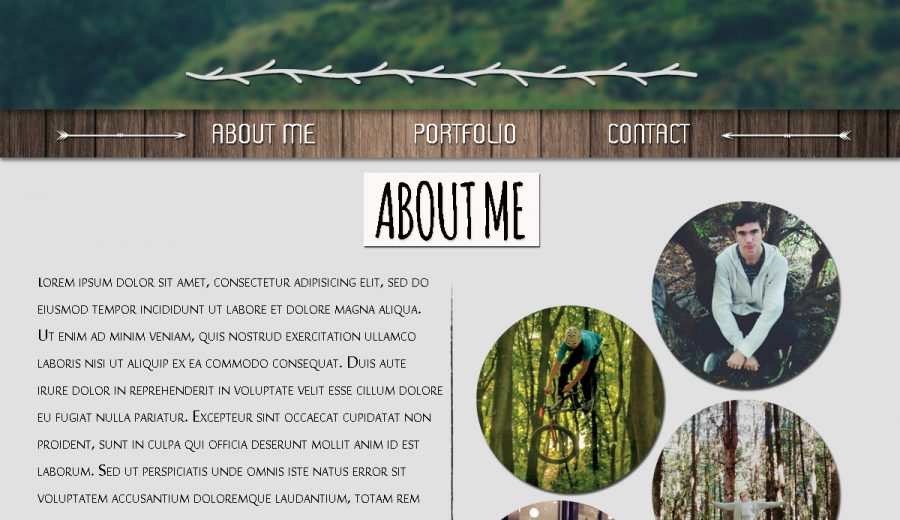 ABOUT ME PORTFOLIO CONTACT
ABOUT ME
Lorem ipsum dolor sit amet, consectetur adipisicing elit, sed do
eiusmod tempor incididunt ut labore et dolore magna aliqua.
Ut enim ad minim veniam, quis nostrud exercitation ullamco
laboris nisi ut aliquip ex ea commodo consequat. Duis aute
irure dolor in reprehenderit in voluptate velit esse cillum dolore
eu fugiat nulla pariatur. Excepteur sint occaecat cupidatat non
proident, sunt in culpa qui officia deserunt mollit anim id est
laborum. Sed ut perspiciatis unde omnis iste natus error sit
voluptatem accusantium doloremque laudantium, totam rem